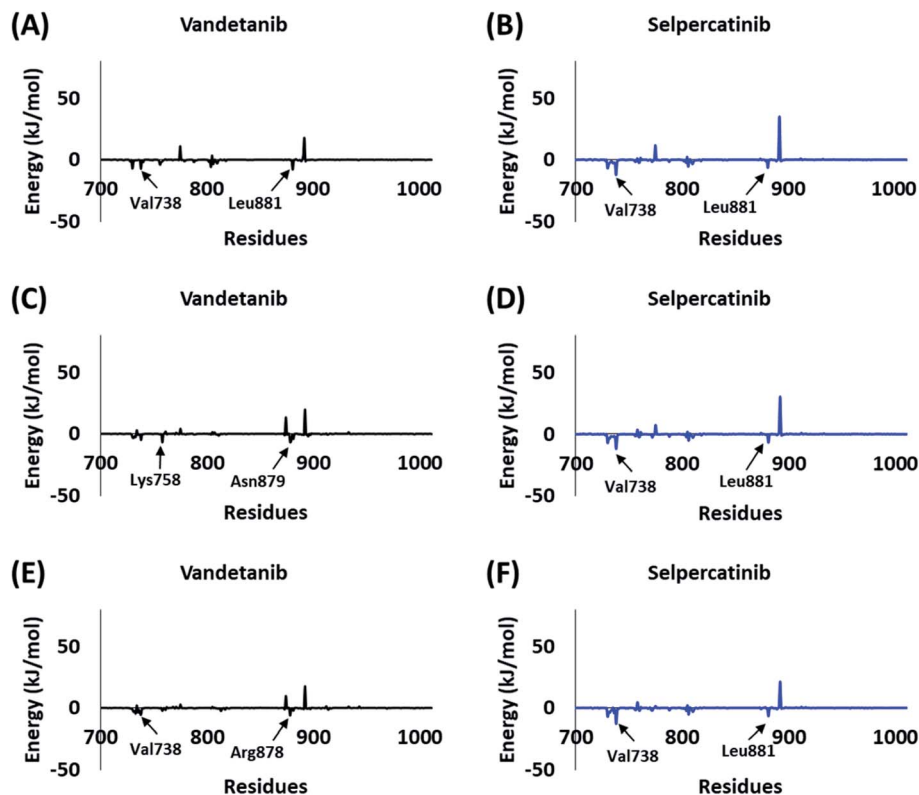 (A)
Vandetanib
Energy (kJ/mol)
50
0
-50
700
800
900
1000
Val738
Leu881
Residues
(B)
Selpercatinib
Energy (kJ/mol)
50
0
-50
700
800
900
1000
Val738
Leu881
Residues
(C)
Vandetanib
Energy (kJ/mol)
50
0
-50
700
800
900
1000
Lys758
Asn879
Residues
(D)
Selpercatinib
Energy (kJ/mol)
50
0
-50
700
800
900
1000
Val738
Leu881
Residues
(E)
Vandetanib
Energy (kJ/mol)
50
0
-50
700
800
900
1000
Val738
Arg878
Residues
(F)
Selpercatinib
Energy (kJ/mol)
50
0
-50
700
800
900
1000
Val738
Leu881
Residues